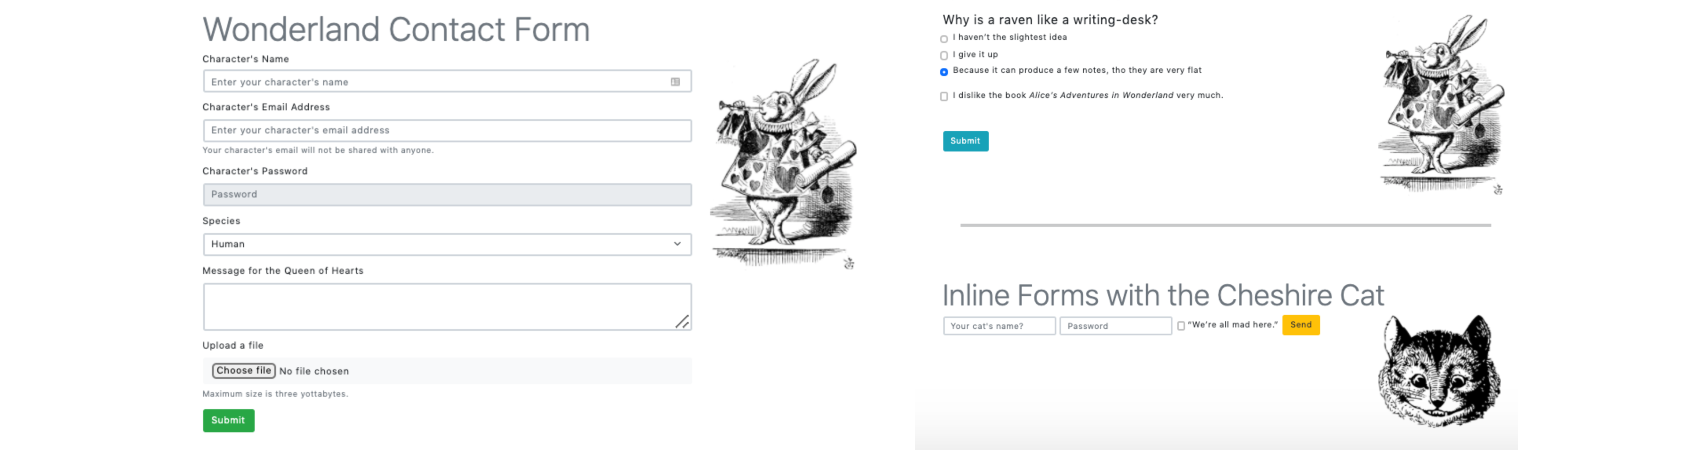 Wonderland Contact Form
Character's Name
Enter your character's name
Character's Email Address
Enter your character's email address
Your character's email will not be shared with anyone.
Character's Password
Password
Species
Human
Message for the Queen of Hearts
Upload a file
Choose file No file chosen
Maximum size is three yottabytes.
Submit
Why is a raven like a writing-desk?
I haven't the slightest idea
I give it up
Because it can produce a few notes, tho they are very flat
I dislike the book Alice's Adventures in Wonderland very much.
Submit
Inline Forms with the Cheshire Cat
Your cat's name? Password "We're all mad here." Send